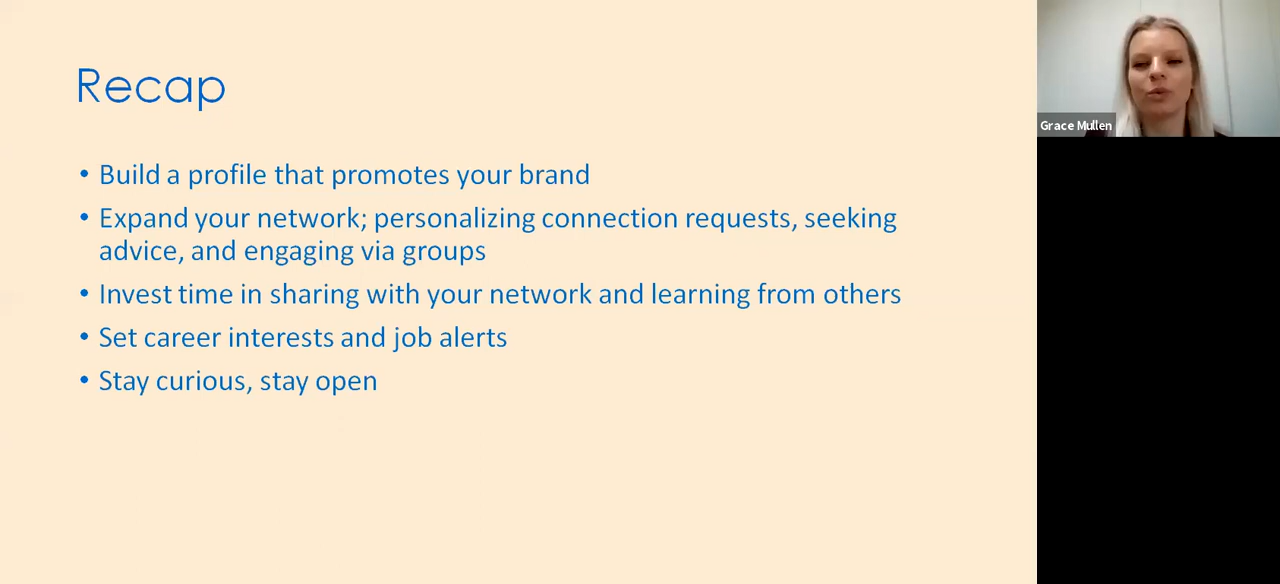 Recap
• Build a profile that promotes your brand
• Expand your network; personalizing connection requests, seeking
advice, and engaging via groups
• Invest time in sharing with your network and learning from others
• Set career interests and job alerts
• Stay curious, stay open
Grace Mullen